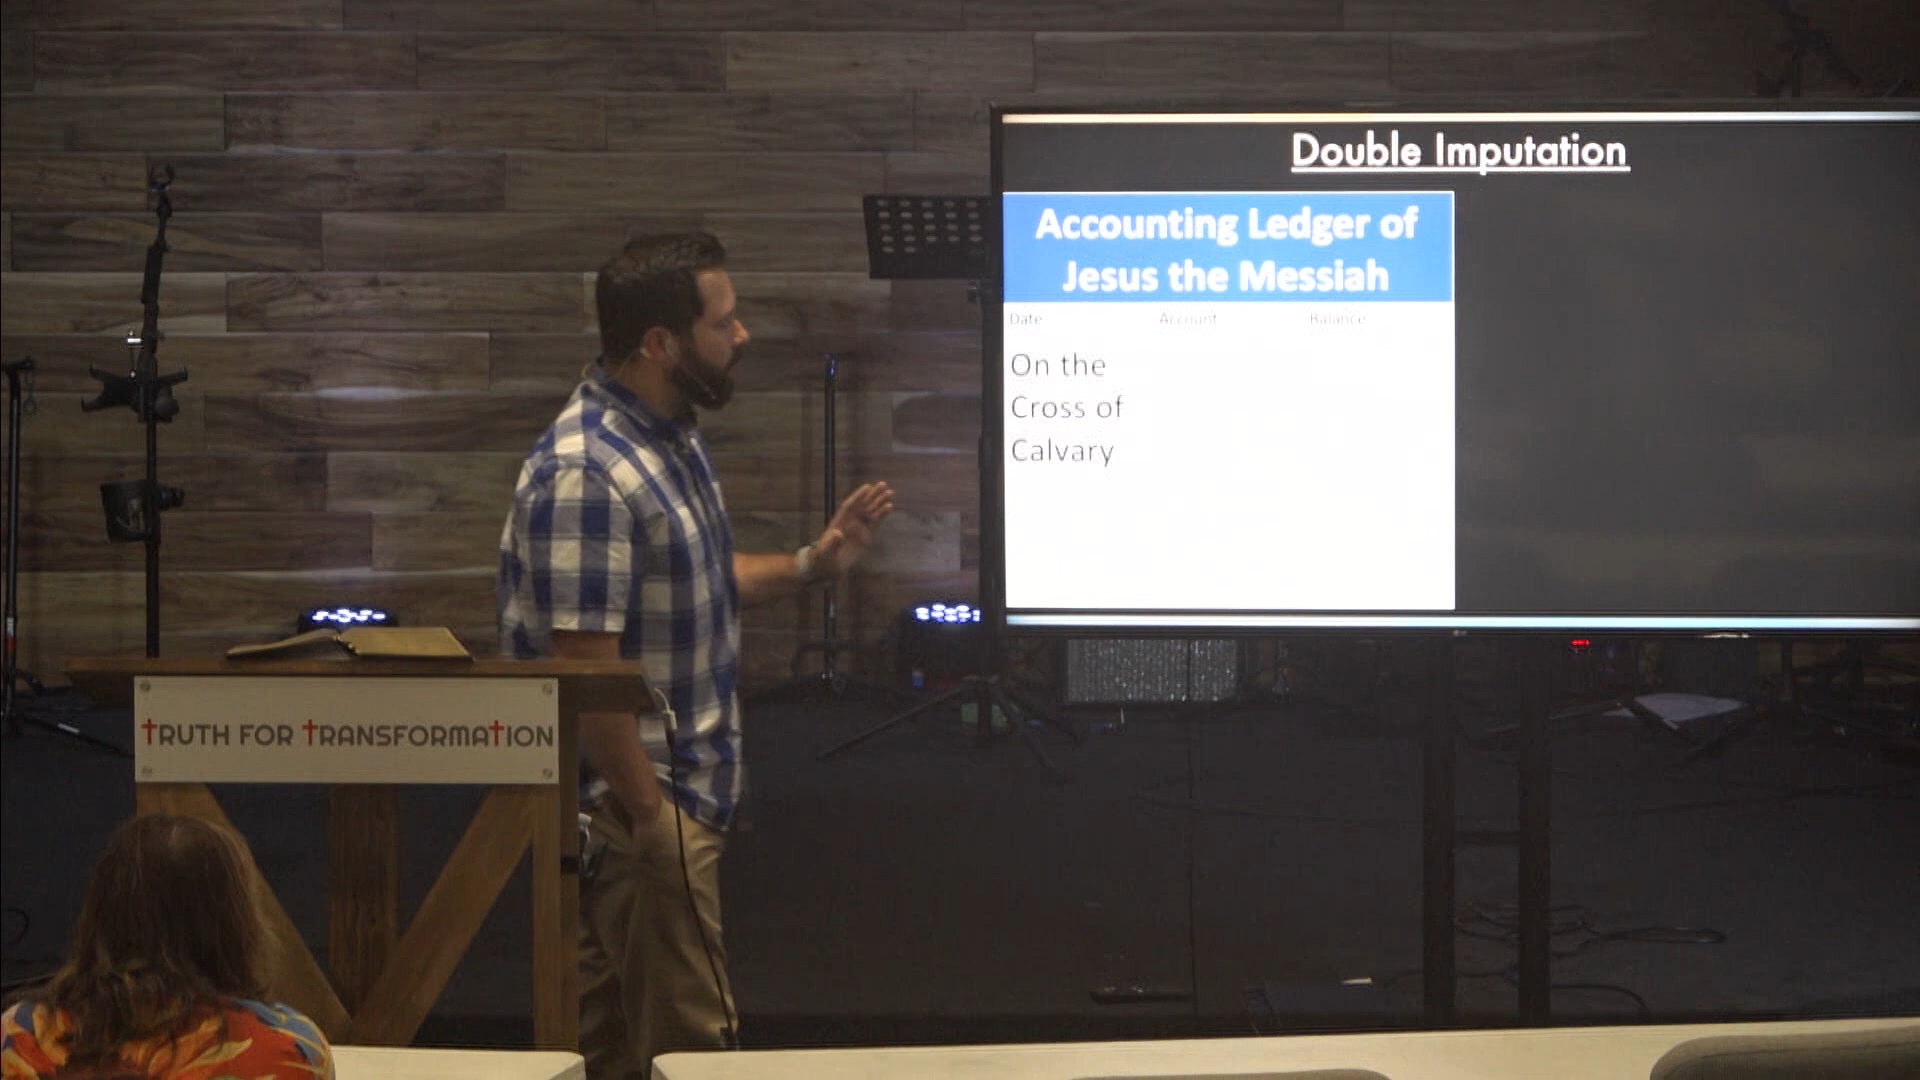 Double Imputation
Accounting Ledger of
Jesus the Messiah
Date Account Balance
On the
Cross of
Calvary
TRUTH FOR TRANSFORMATION